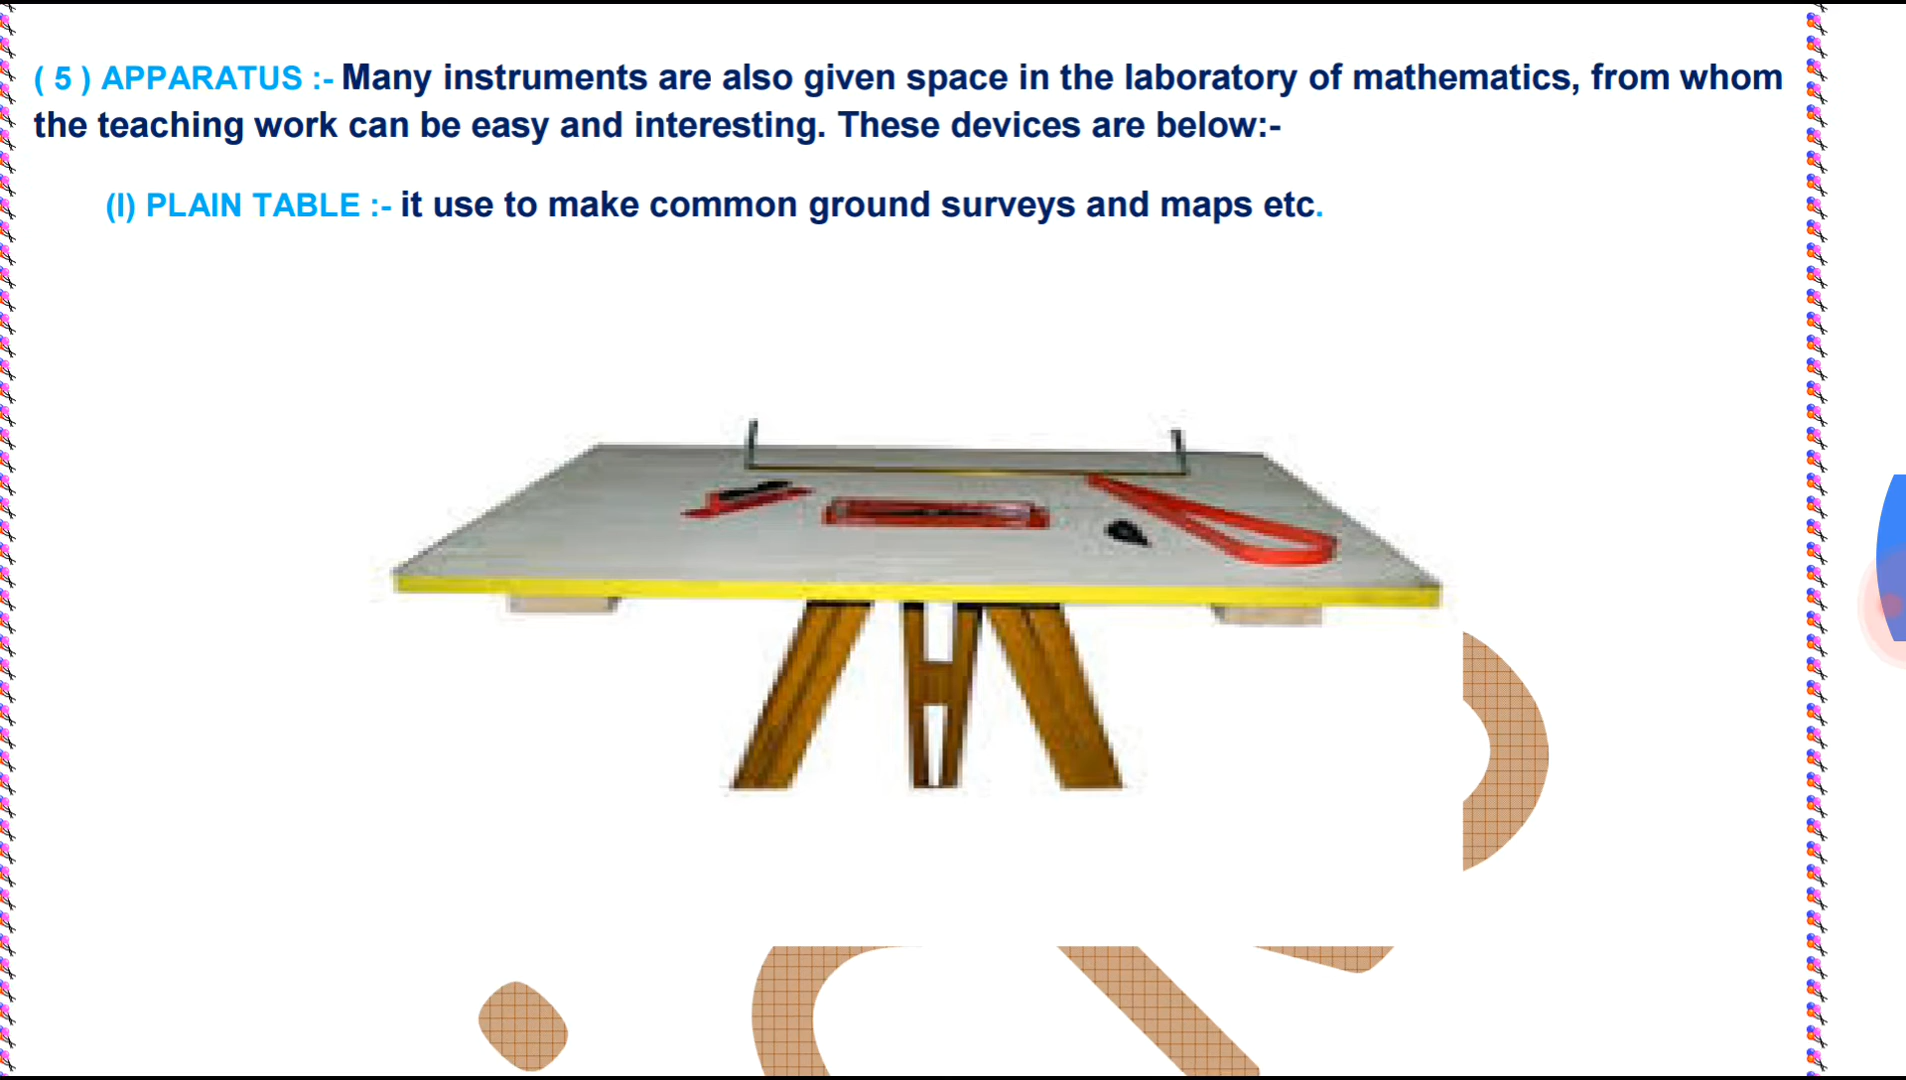 ( 5 ) APPARATUS :- Many instruments are also given space in the laboratory of mathematics, from whom
the teaching work can be easy and interesting. These devices are below:-
(I) PLAIN TABLE :- it use to make common ground surveys and maps etc.